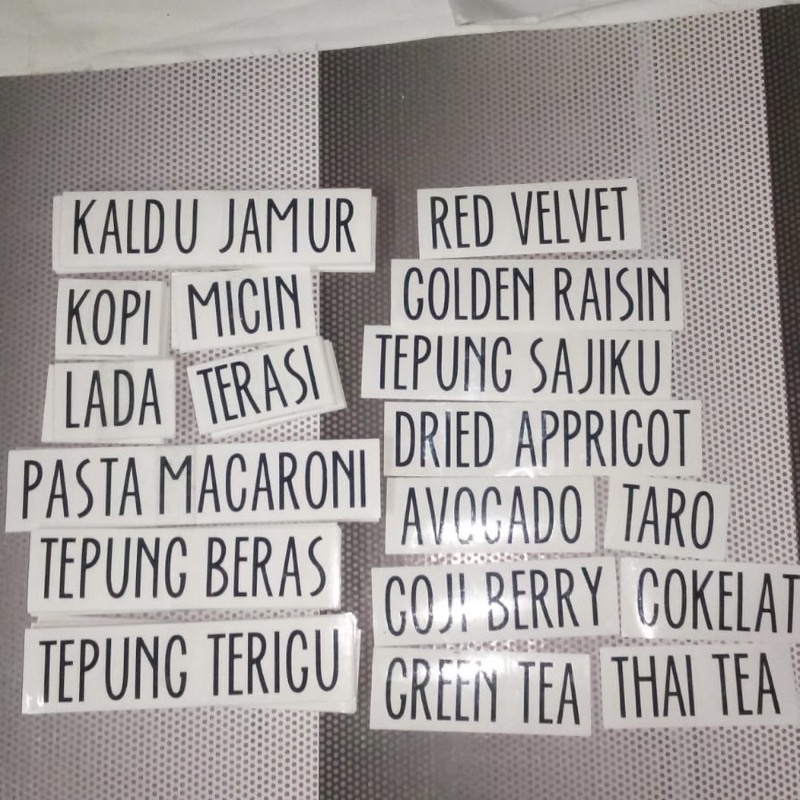 KALDU JAMUR
KOPI
MICIN
LADA
TERASI
PASTA MACARONI
TEPUNG BERAS
TEPUNG TERIGU
RED VELVET
GOLDEN RAISIN
TEPUNG SAJIKU
DRIED APPRICOT
AVOGADO
TARO
GOJI BERRY
COKELAT
GREEN TEA
THAI TEA